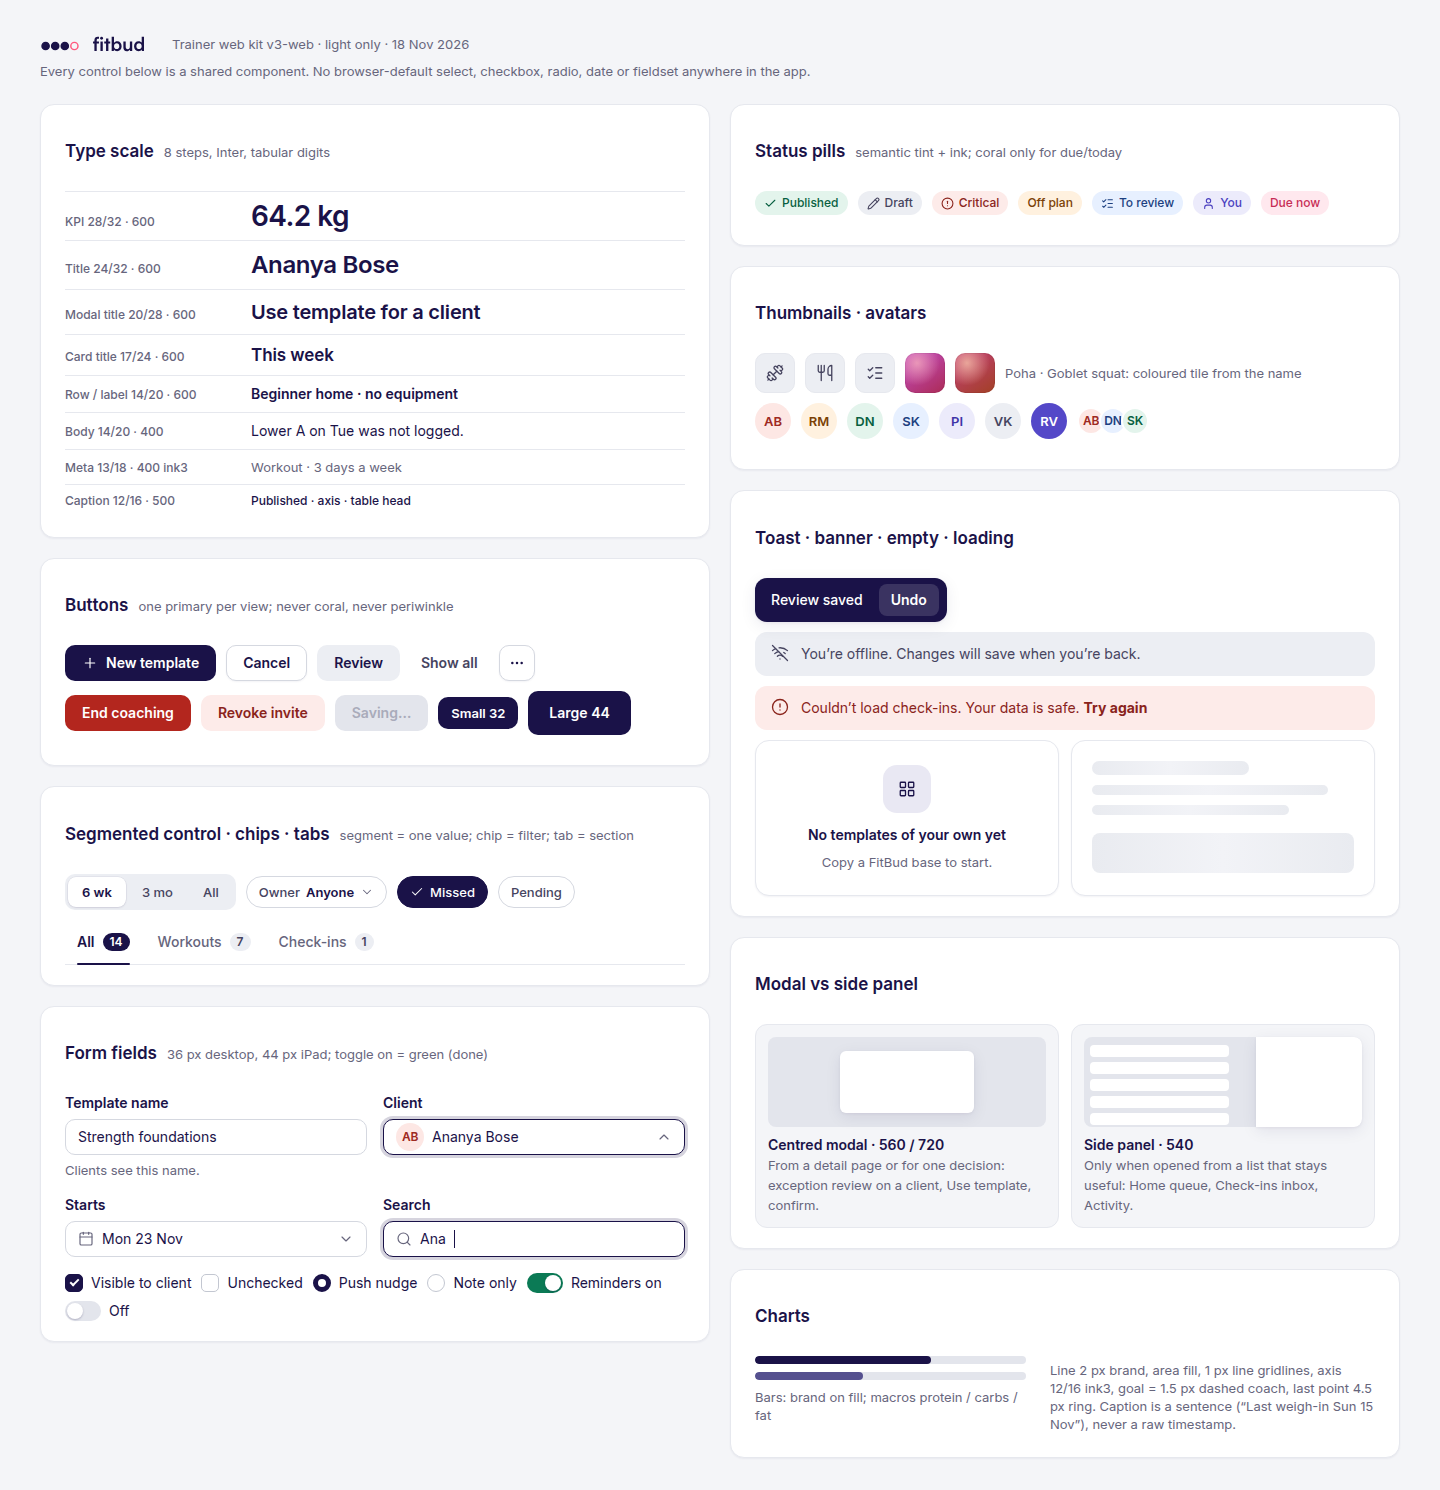 fitbud Trainer web kit v3-web · light only · 18 Nov 2026
Every control below is a shared component. No browser-default select, checkbox, radio, date or fieldset anywhere in the app.
Type scale 8 steps, Inter, tabular digits
KPI 28/32 · 600 64.2 kg
Title 24/32 · 600 Ananya Bose
Modal title 20/28 · 600 Use template for a client
Card title 17/24 · 600 This week
Row / label 14/20 · 600 Beginner home · no equipment
Body 14/20 · 400 Lower A on Tue was not logged.
Meta 13/18 · 400 ink3 Workout · 3 days a week
Caption 12/16 · 500 Published · axis · table head
Buttons one primary per view; never coral, never periwinkle
New template Cancel Review Show all
End coaching Revoke invite Saving... Small 32 Large 44
Segmented control · chips · tabs segment = one value; chip = filter; tab = section
6 wk 3 mo All Owner Anyone Missed Pending
All 14 Workouts 7 Check-ins 1
Form fields 36 px desktop, 44 px iPad; toggle on = green (done)
Template name Client
Strength foundations AB Ananya Bose
Clients see this name.
Starts Search
Mon 23 Nov Ana
Visible to client Unchecked Push nudge Note only Reminders on
Off
Status pills semantic tint + ink; coral only for due/today
Published Draft Critical Off plan To review You Due now
Thumbnails · avatars
Poha · Goblet squat: coloured tile from the name
AB RM DN SK PI VK RV AB DN SK
Toast · banner · empty · loading
Review saved Undo
You’re offline. Changes will save when you’re back.
Couldn’t load check-ins. Your data is safe. Try again
No templates of your own yet
Copy a FitBud base to start.
Modal vs side panel
Centred modal · 560 / 720
From a detail page or for one decision:
exception review on a client, Use template,
confirm.
Side panel · 540
Only when opened from a list that stays
useful: Home queue, Check-ins inbox,
Activity.
Charts
Bars: brand on fill; macros protein / carbs /
fat
Line 2 px brand, area fill, 1 px line gridlines, axis
12/16 ink3, goal = 1.5 px dashed coach, last point 4.5
px ring. Caption is a sentence (“Last weigh-in Sun 15
Nov”), never a raw timestamp.